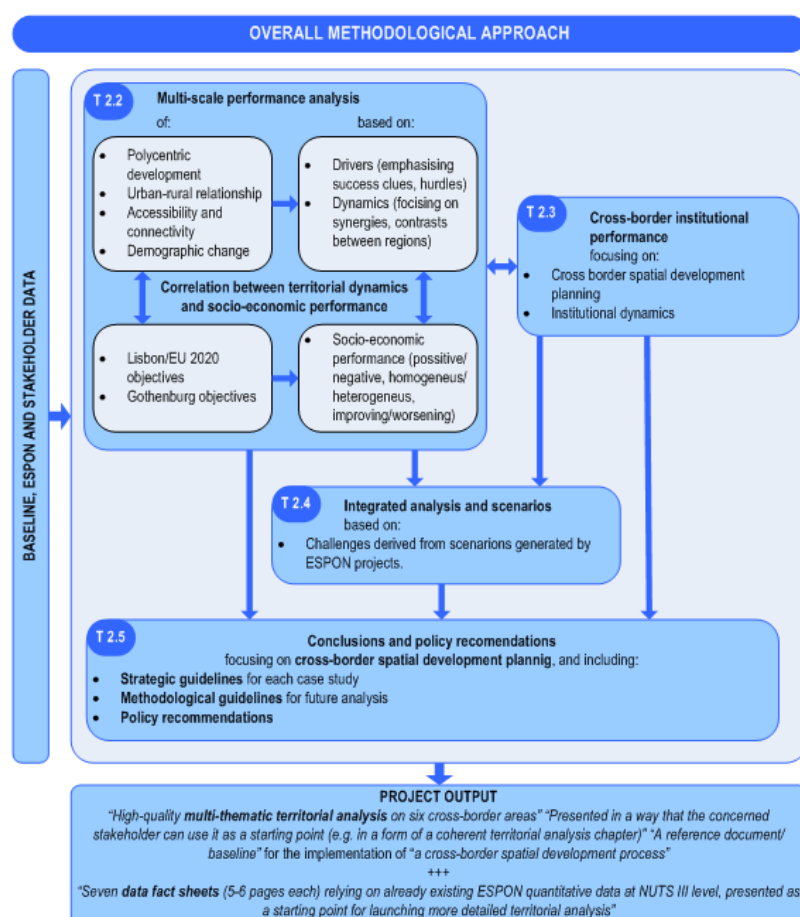 OVERALL METHODOLOGICAL APPROACH
BASELINE, ESPON AND STAKEHOLDER DATA
T 2.2
Multi-scale performance analysis
of:
based on:
• Polycentric
development
• Urban-rural relationship
• Accessibility and
connectivity
• Demographic change
• Drivers (emphasising
success clues, hurdles)
• Dynamics (focising on
synergies, contrasts
between regions)
Correlation between territorial dynamics
and socio-economic performance
• Lisbon/EU 2020
objectives
• Gothenburg objectives
• Socio-economic
performance (possitive/
negative, homogeneus/
heterogeneus,
improving/worsening)
T 2.3
Cross-border institutional
performance
focusing on:
• Cross border spatial development
planning
• Institutional dynamics
T 2.4
Integrated analysis and scenarios
based on:
• Challenges derived from scenarions generated by
ESPON projects.
T 2.5
Conclusions and policy recomendations
focusing on cross-border spatial development plannig, and including:
• Strategic guidelines for each case study
• Methodological guidelines for future analysis
• Policy recommendations
PROJECT OUTPUT
“High-quality multi-thematic territorial analysis on six cross-border areas” “Presented in a way that the concerned
stakeholder can use it as a starting point (e.g. in a form of a coherent territorial analysis chapter)” “A reference document/
baseline” for the implementation of “a cross-border spatial development process”
+++
“Seven data fact sheets (5-6 pages each) relying on already existing ESPON quantitative data at NUTS III level, presented as
a starting point for launching more detailed territorial analysis”